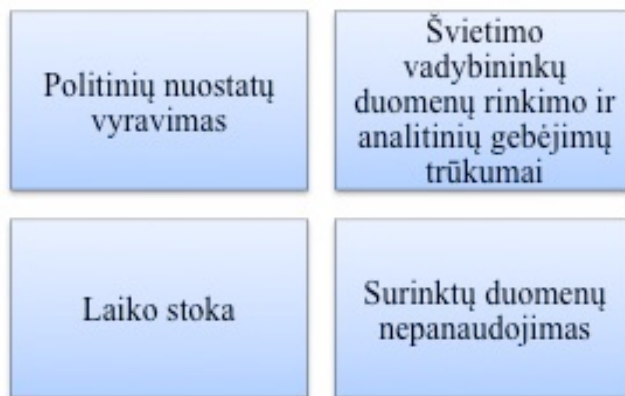 Politinių nuostatų
vyravimas
Švietimo
vadybininkų
duomenų rinkimo ir
analitinių gebėjimų
trūkumai
Laiko stoka
Surinktų duomenų
nepanaudojimas